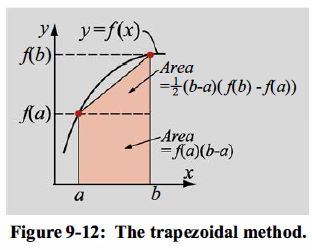 y
y=f(x)
f(b)
Area
=½(b-a)(f(b) - f(a))
f(a)
Area
=f(a)(b-a)
x
a
b
Figure 9-12: The trapezoidal method.